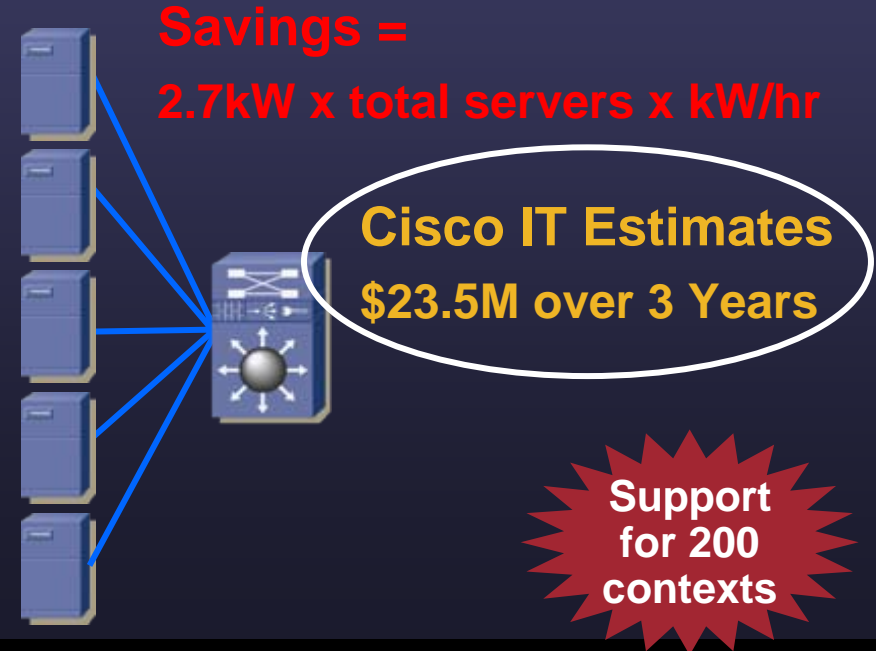 Savings =
2.7kW x total servers x kW/hr
Cisco IT Estimates
$23.5M over 3 Years
Support
for 200
contexts